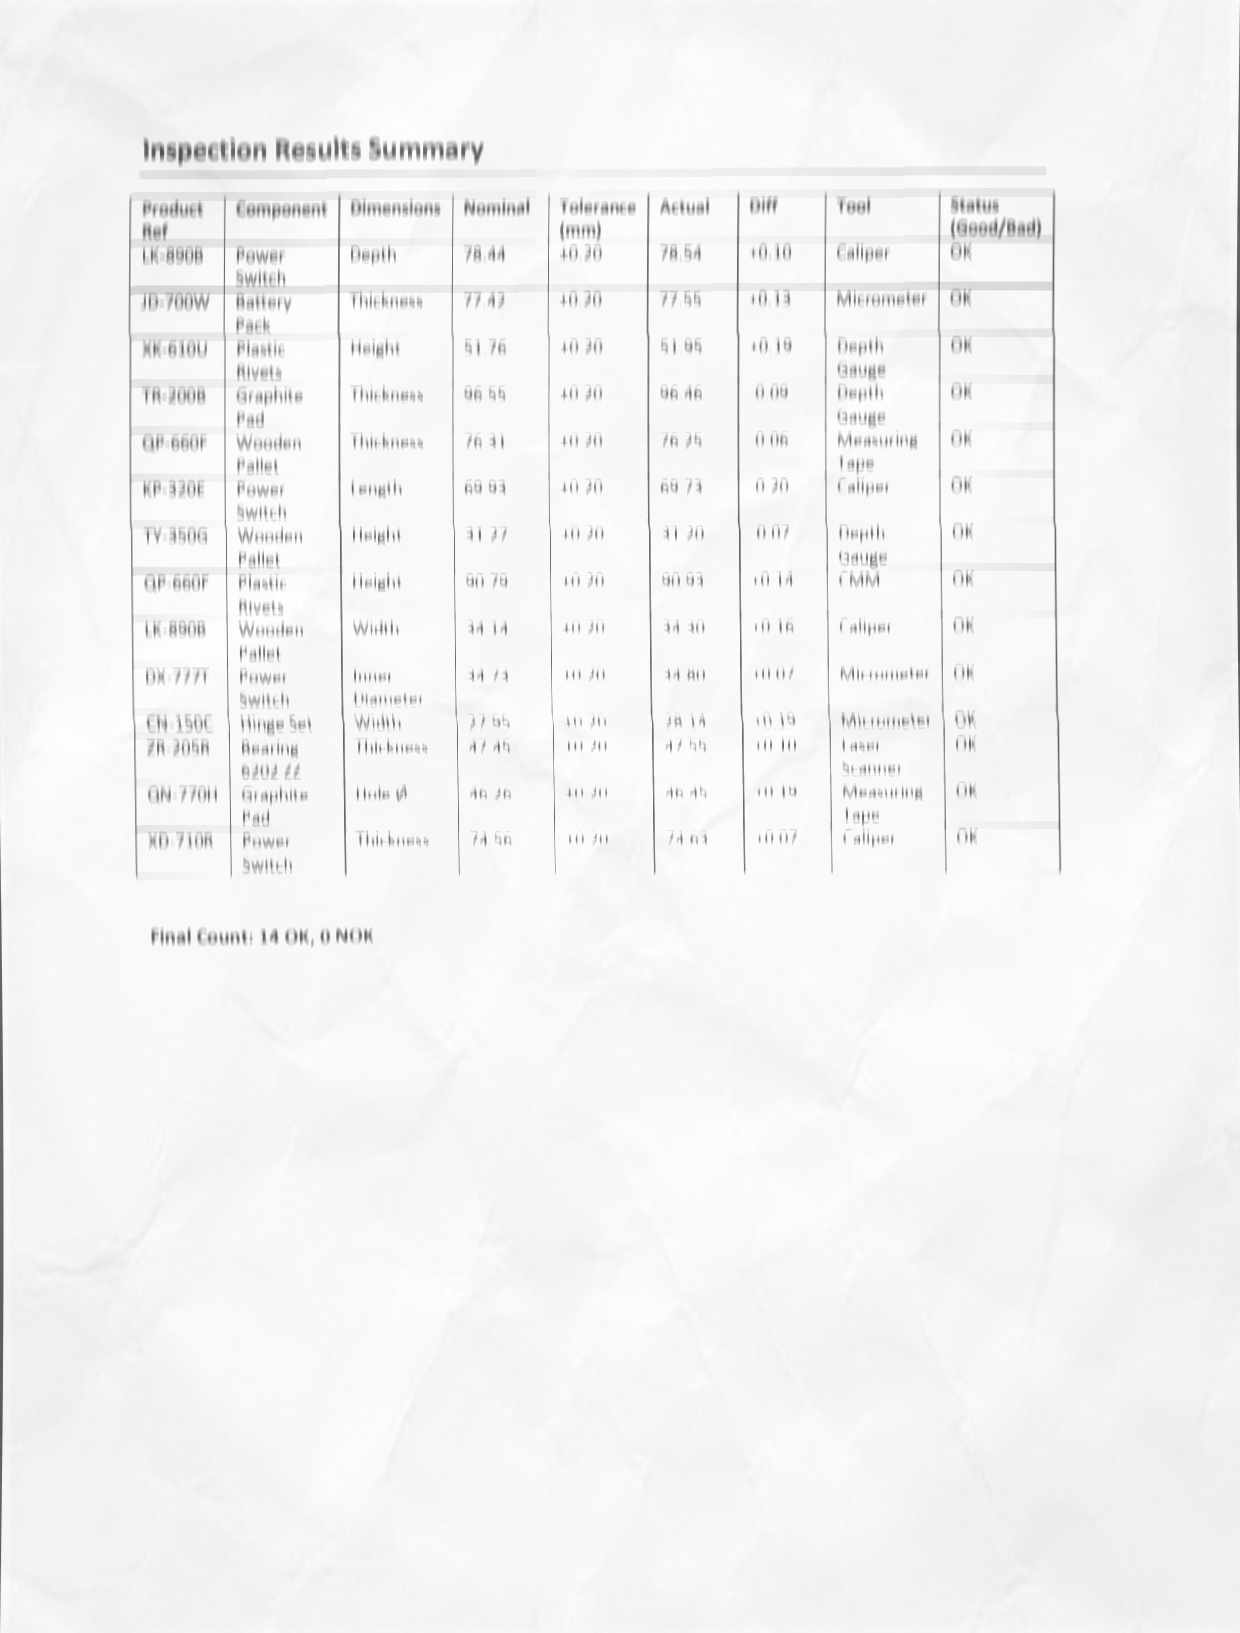 Inspection Results Summary
Product Ref Component Dimensions Nominal Tolerance (mm) Actual Diff Tool Status (Good/Bad)
LK-890B Power Switch Depth 78.44 ±0.20 78.54 +0.10 Caliper OK
JD-700W Battery Pack Thickness 77.42 ±0.20 77.55 +0.13 Micrometer OK
XK-610U Plastic Rivets Height 51.76 ±0.20 51.95 +0.19 Depth Gauge OK
TR-200B Graphite Pad Thickness 96.55 ±0.20 96.46 -0.09 Depth Gauge OK
QP-660F Wooden Pallet Thickness 76.31 ±0.20 76.25 -0.06 Measuring Tape OK
KP-320E Power Switch Length 69.93 ±0.20 69.73 -0.20 Caliper OK
TY-350G Wooden Pallet Height 31.27 ±0.20 31.20 -0.07 Depth Gauge OK
QP-660F Plastic Rivets Height 90.79 ±0.20 90.93 +0.14 CMM OK
LK-890B Wooden Pallet Width 34.14 ±0.20 34.30 +0.16 Caliper OK
DX-777T Power Switch Inner Diameter 34.73 ±0.20 34.80 +0.07 Micrometer OK
CN-150C Hinge Set Width ±0.20 +0.19 Micrometer OK
ZR-205R Bearing 6202 ZZ Thickness 47.45 ±0.20 47.55 +0.10 Laser Scanner OK
QN-770H Graphite Pad Hole Ø 46.26 ±0.20 46.45 +0.19 Measuring Tape OK
XD-710R Power Switch Thickness 74.56 ±0.20 74.63 +0.07 Caliper OK
Final Count: 14 OK, 0 NOK